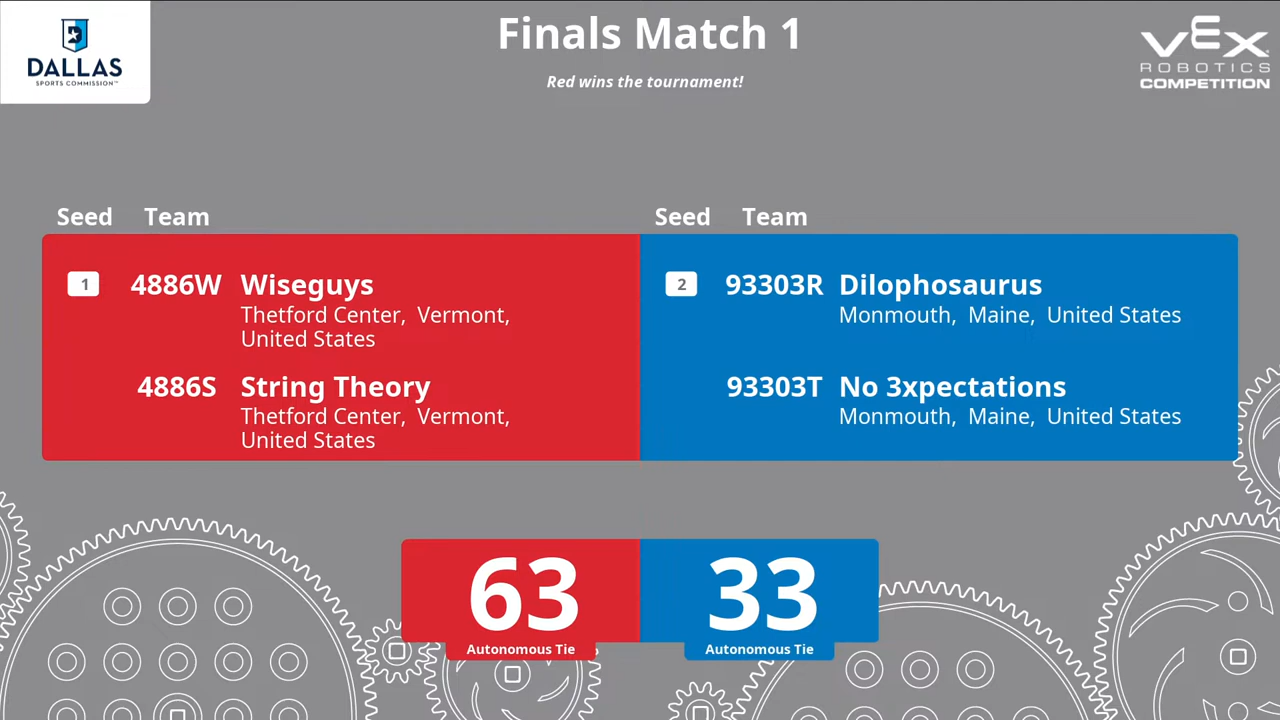 DALLAS
SPORTS COMMISSION™
Finals Match 1
Red wins the tournament!
VEX
ROBOTICS
COMPETITION
Seed Team
Seed Team
1 4886W Wiseguys
Thetford Center, Vermont,
United States
4886S String Theory
Thetford Center, Vermont,
United States
2 93303R Dilophosaurus
Monmouth, Maine, United States
93303T No 3xpectations
Monmouth, Maine, United States
63
Autonomous Tie
33
Autonomous Tie